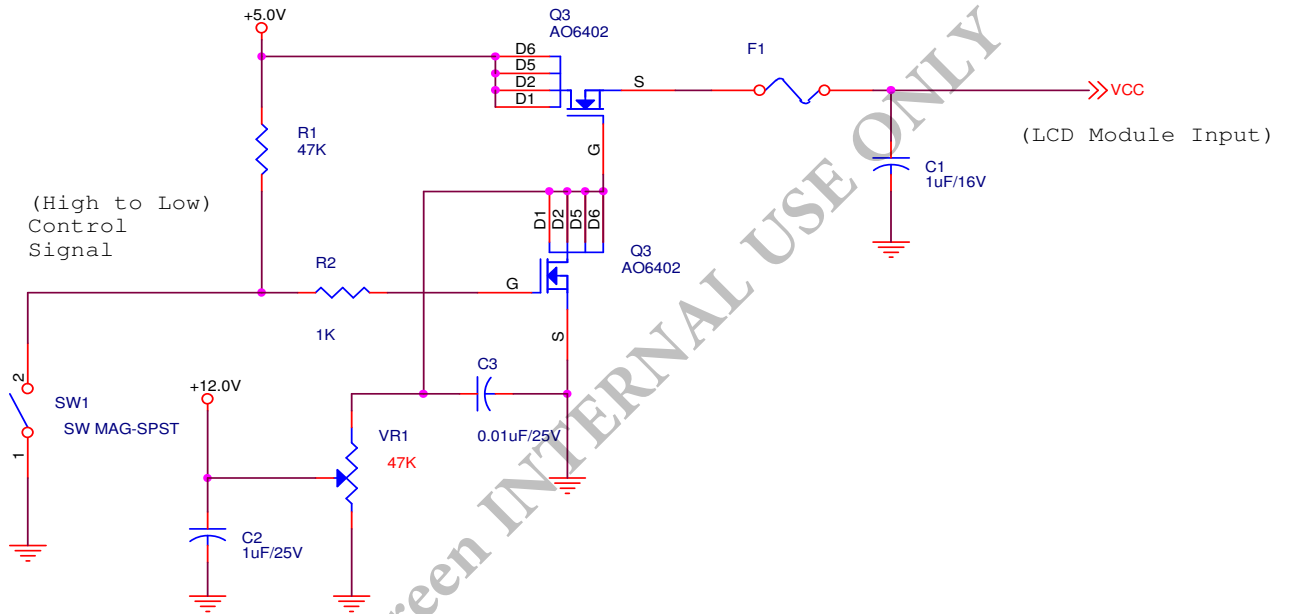 +5.0V
Q3
AO6402
D6
D5
D2
D1
S
G
F1
VCC
(LCD Module Input)
R1
47K
C1
1uF/16V
(High to Low)
Control
Signal
D1
D2
D5
D6
Q3
AO6402
R2
1K
G
S
2
SW1
SW MAG-SPST
1
+12.0V
C3
0.01uF/25V
VR1
47K
C2
1uF/25V
reen INTERNAL USE ONLY